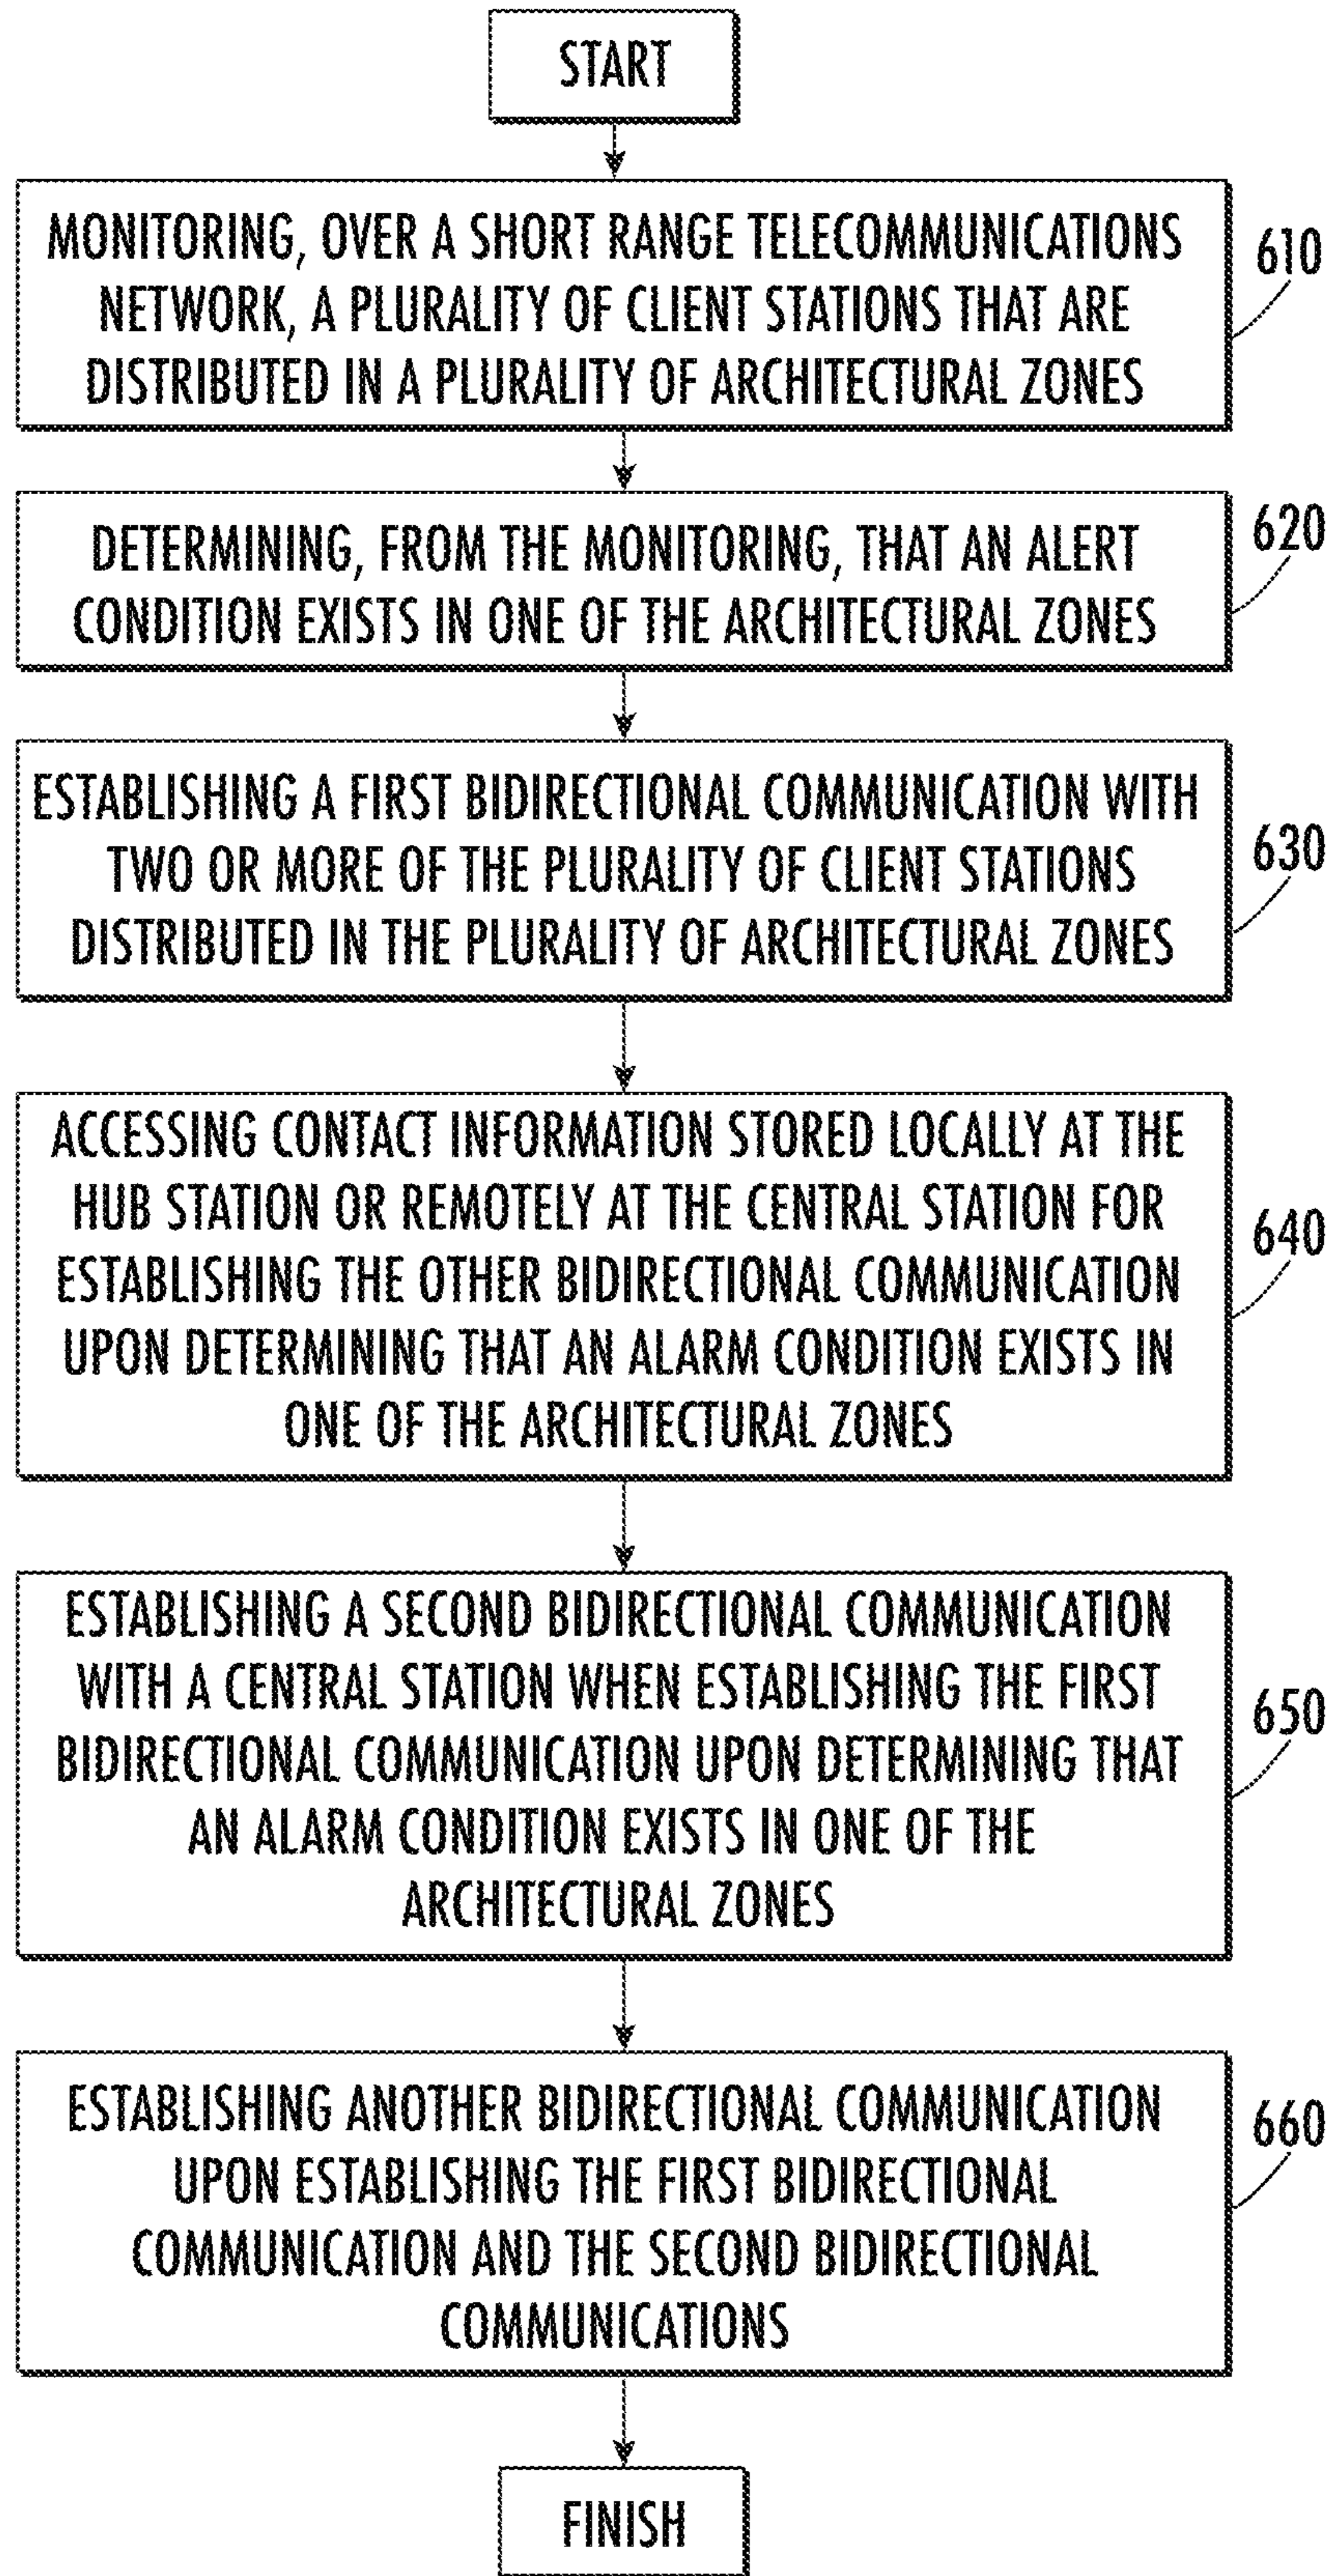 START
MONITORING, OVER A SHORT RANGE TELECOMMUNICATIONS
NETWORK, A PLURALITY OF CLIENT STATIONS THAT ARE
DISTRIBUTED IN A PLURALITY OF ARCHITECTURAL ZONES
610
DETERMINING, FROM THE MONITORING, THAT AN ALERT
CONDITION EXISTS IN ONE OF THE ARCHITECTURAL ZONES
620
ESTABLISHING A FIRST BIDIRECTIONAL COMMUNICATION WITH
TWO OR MORE OF THE PLURALITY OF CLIENT STATIONS
DISTRIBUTED IN THE PLURALITY OF ARCHITECTURAL ZONES
630
ACCESSING CONTACT INFORMATION STORED LOCALLY AT THE
HUB STATION OR REMOTELY AT THE CENTRAL STATION FOR
ESTABLISHING THE OTHER BIDIRECTIONAL COMMUNICATION
UPON DETERMINING THAT AN ALARM CONDITION EXISTS IN
ONE OF THE ARCHITECTURAL ZONES
640
ESTABLISHING A SECOND BIDIRECTIONAL COMMUNICATION
WITH A CENTRAL STATION WHEN ESTABLISHING THE FIRST
BIDIRECTIONAL COMMUNICATION UPON DETERMINING THAT
AN ALARM CONDITION EXISTS IN ONE OF THE
ARCHITECTURAL ZONES
650
ESTABLISHING ANOTHER BIDIRECTIONAL COMMUNICATION
UPON ESTABLISHING THE FIRST BIDIRECTIONAL
COMMUNICATION AND THE SECOND BIDIRECTIONAL
COMMUNICATIONS
660
FINISH